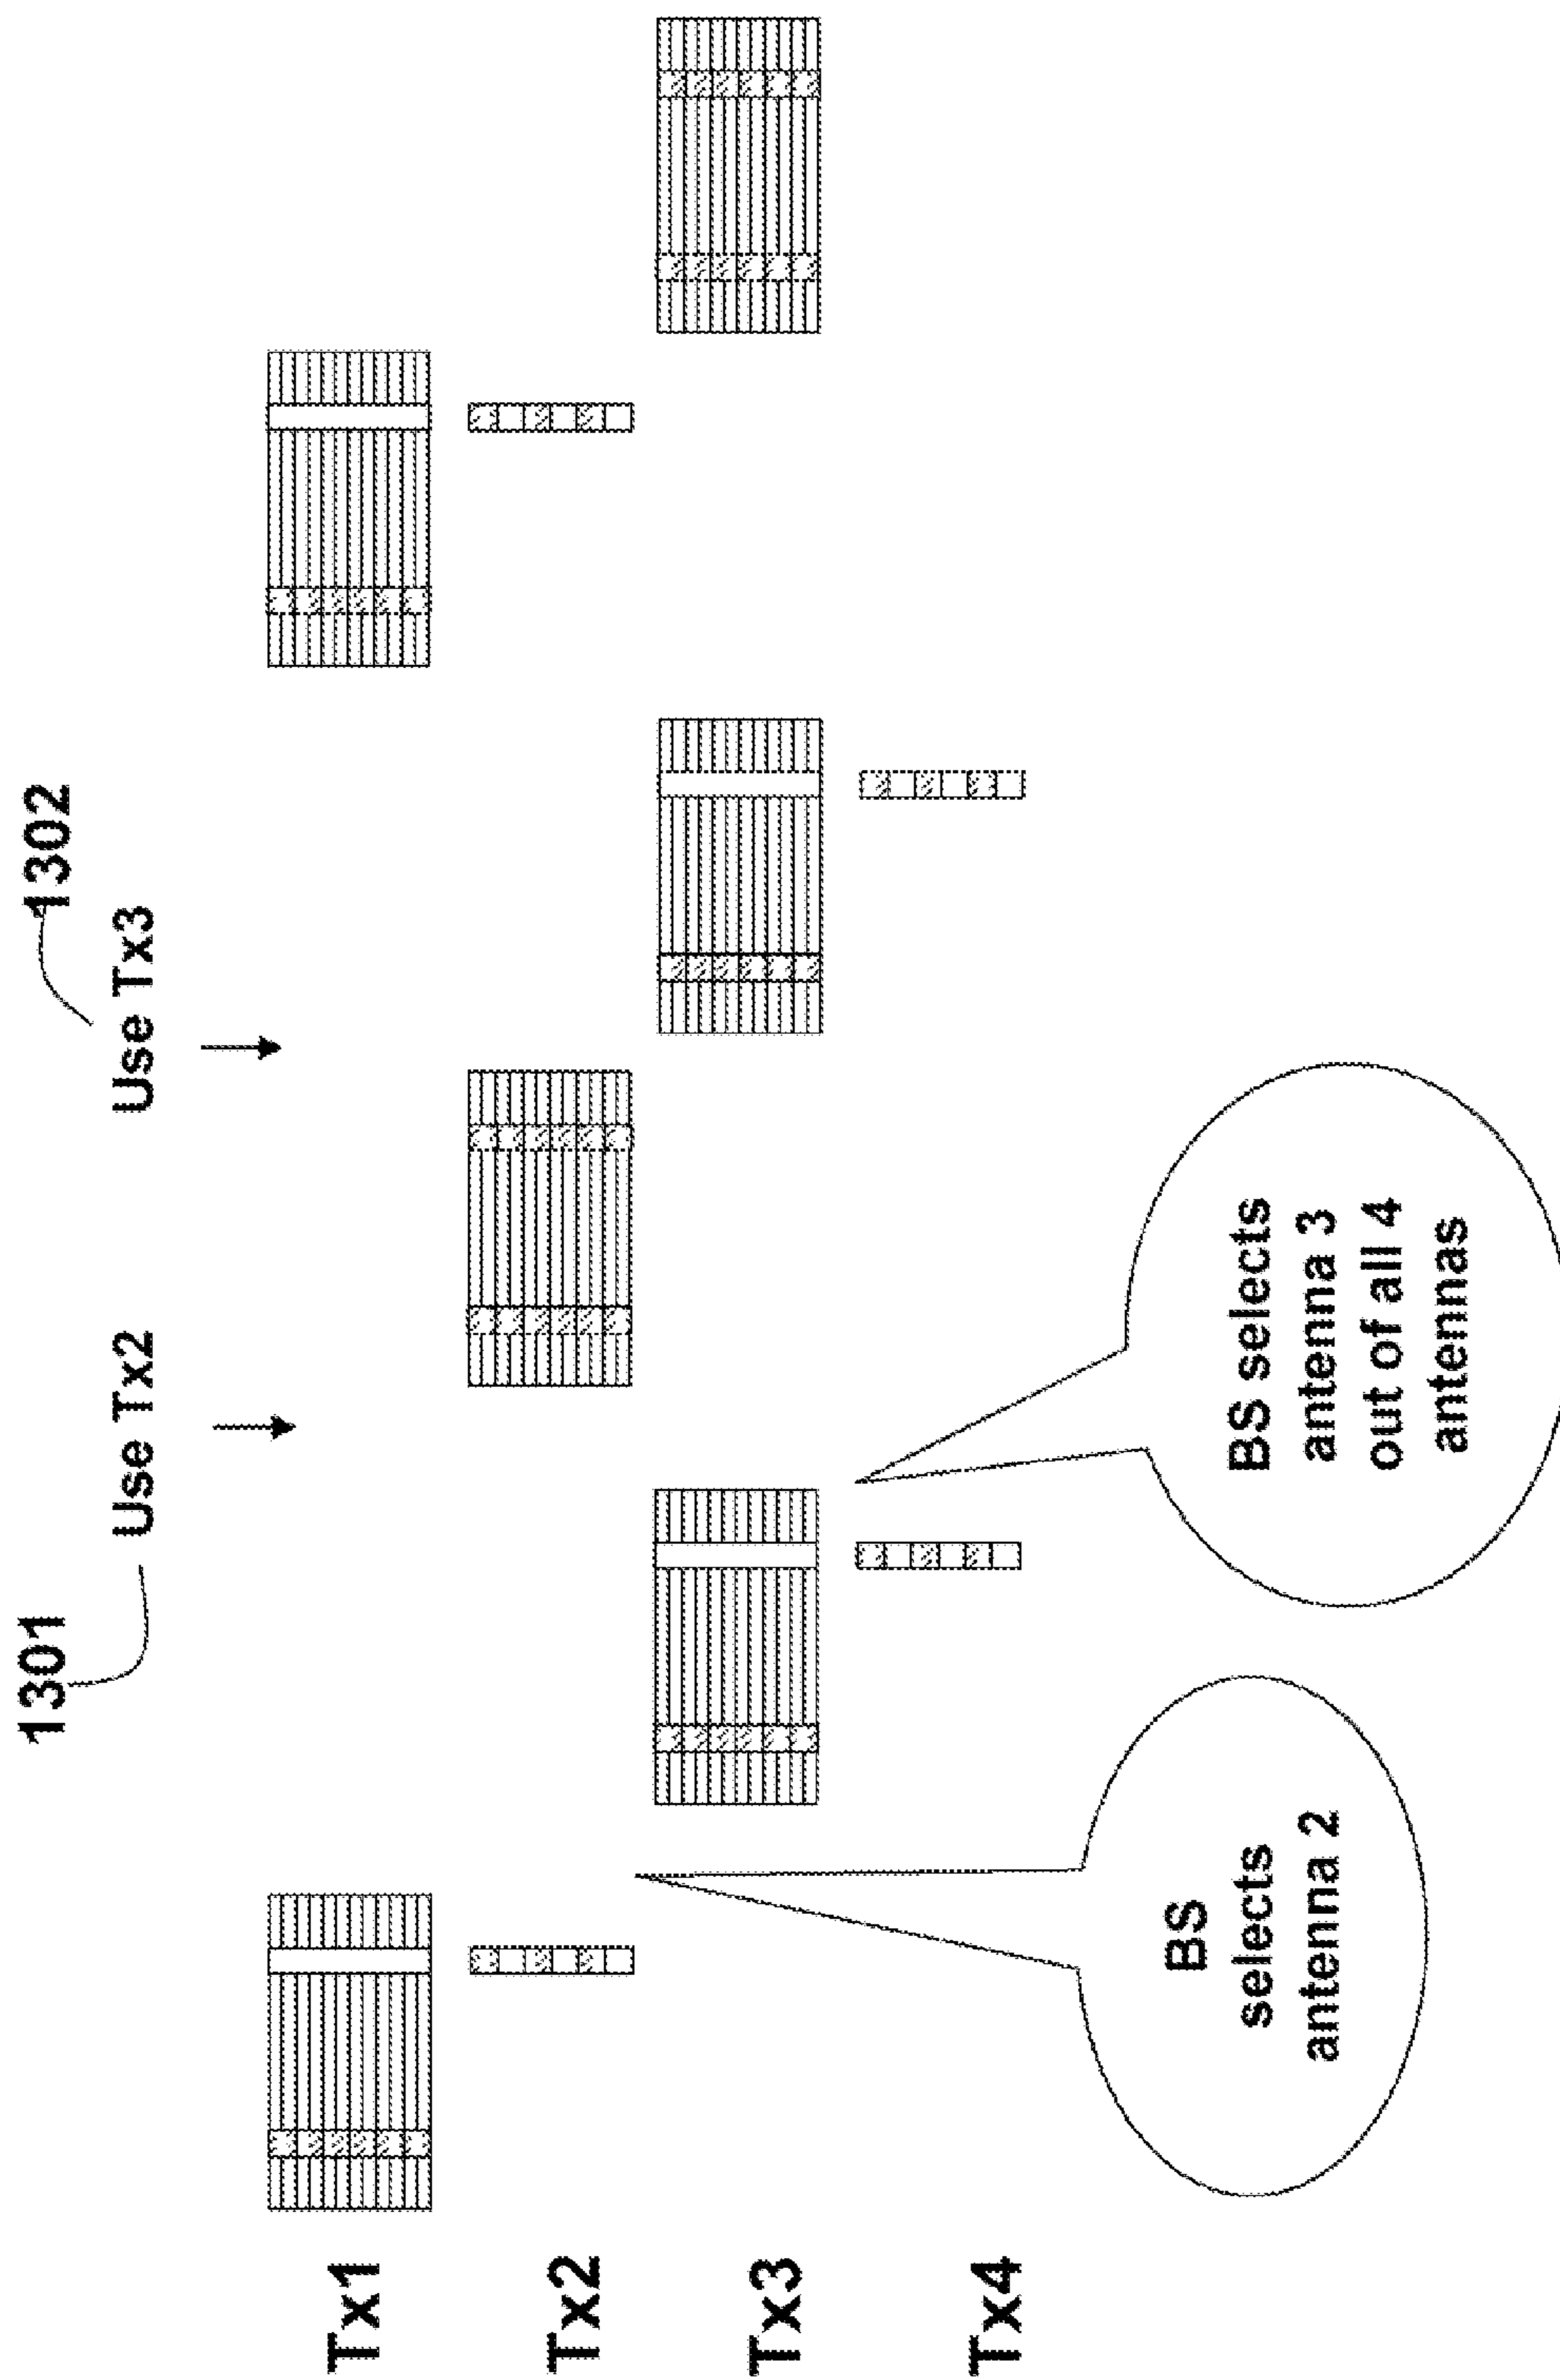 1301
Use Tx2
1302
Use Tx3
Tx1
Tx2
Tx3
Tx4
BS
selects
antenna 2
BS selects
antenna 3
out of all 4
antennas